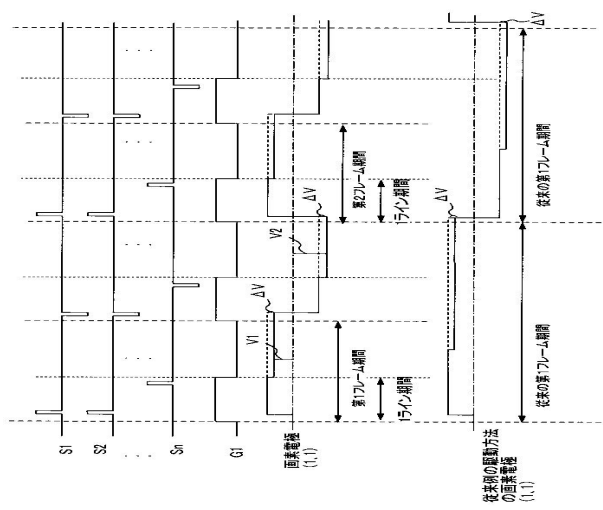 S1
S2
Sn
G1
画素電極
(1,1)
V1
ΔV
V2
ΔV
第1フレーム期間
1ライン期間
第2フレーム期間
1ライン期間
従来例の駆動方法
の画素電極
(1,1)
ΔV
ΔV
従来の第1フレーム期間
従来の第1フレーム期間